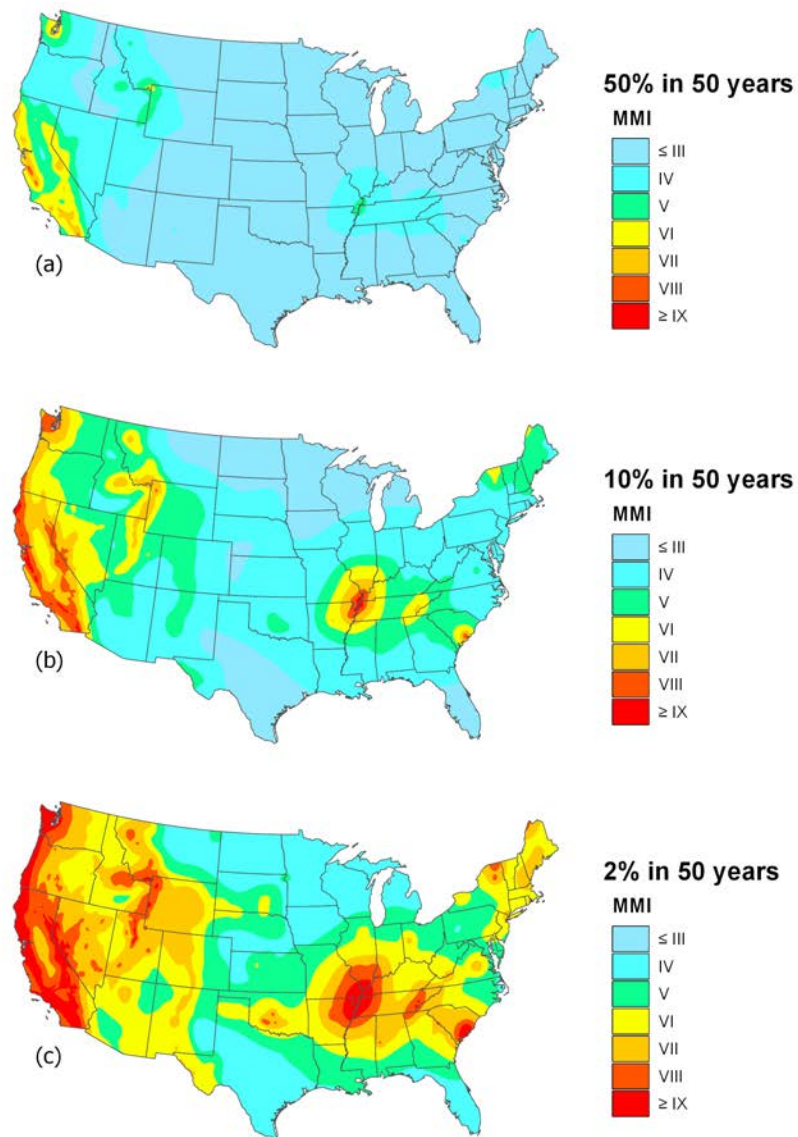 50% in 50 years
MMI
≤ III
IV
V
VI
VII
VIII
≥ IX
(a)
10% in 50 years
MMI
≤ III
IV
V
VI
VII
VIII
≥ IX
(b)
2% in 50 years
MMI
≤ III
IV
V
VI
VII
VIII
≥ IX
(c)